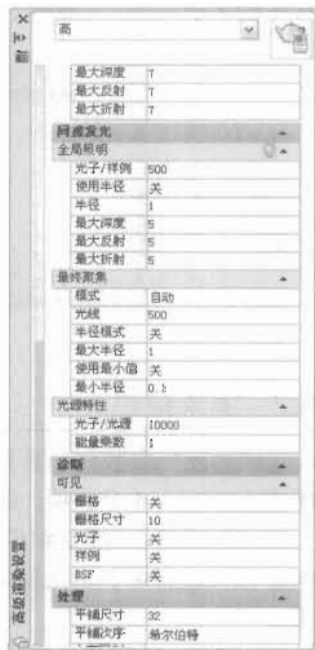 高
最大深度 7
最大反射 7
最大折射 7
间接发光
全局照明
光子/样例 500
使用半径 关
半径 1
最大深度 5
最大反射 5
最大折射 5
最终聚集
模式 自动
光线 500
半径模式 关
最大半径 1
使用最小值 关
最小半径 0.1
光源特性
光子/光源 10000
能量乘数 1
诊断
可见
栅格 关
栅格尺寸 10
光子 关
样例 关
BSP 关
处理
平铺尺寸 32
平铺次序 希尔伯特
高级渲染设置